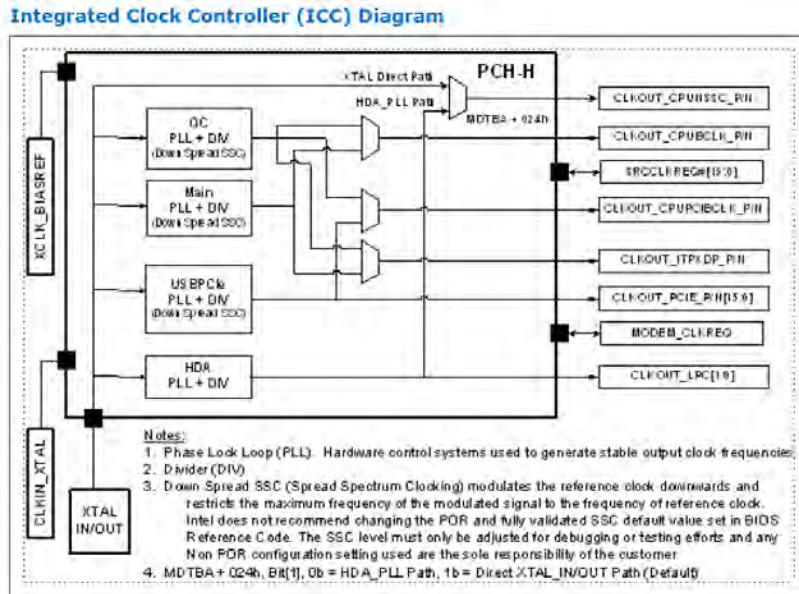 Integrated Clock Controller (ICC) Diagram
XTAL Direct Path
PCH-H
HDA_PLL Path
MDTBA + 024h
XCLK_BIASREF
OC
PLL + DIV
(Down Spread SSC)
Main
PLL + DIV
(Down Spread SSC)
USBPCIe
PLL + DIV
(Down Spread SSC)
HDA
PLL + DIV
CLKOUT_CPUNSSC_P/N
CLKOUT_CPUBCLK_P/N
SRCCLKREQ#[15:0]
CLKOUT_CPUPCIBCLK_P/N
CLKOUT_ITPXDP_P/N
CLKOUT_PCIE_P/N[15:0]
MODEM_CLKREQ
CLKOUT_LPC[1:0]
CLKIN_XTAL
XTAL
IN/OUT
Notes:
1. Phase Lock Loop (PLL). Hardware control systems used to generate stable output clock frequencies
2. Divider (DIV)
3. Down Spread SSC (Spread Spectrum Clocking) modulates the reference clock downwards and
restricts the maximum frequency of the modulated signal to the frequency of reference clock.
Intel does not recommend changing the POR and fully validated SSC default value set in BIOS
Reference Code. The SSC level must only be adjusted for debugging or testing efforts and any
Non POR configuration setting used are the sole responsibility of the customer
4. MDTBA + 024h, Bit[1], 0b = HDA_PLL Path, 1b = Direct XTAL_IN/OUT Path (Default)